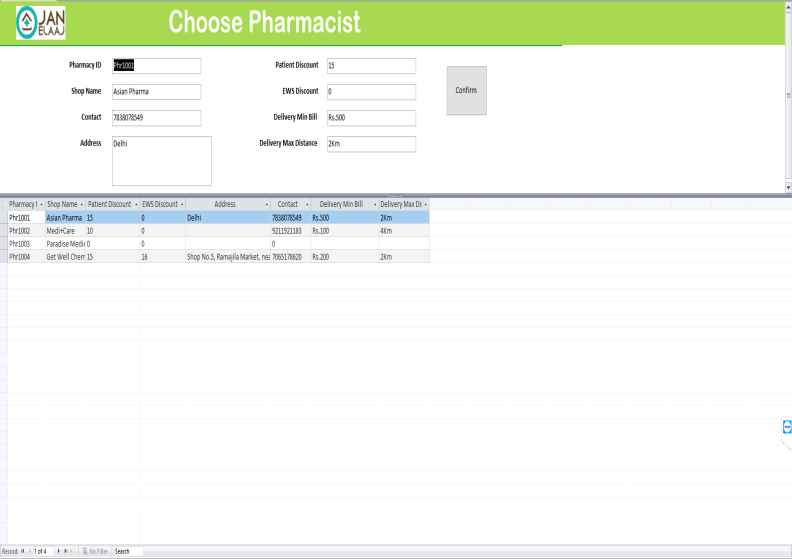 JAN
ELAAJ
Choose Pharmacist
Pharmacy ID Phr1001 Patient Discount 15
Shop Name Asian Pharma EWS Discount 0 Confirm
Contact 7838078549 Delivery Min Bill Rs.500
Address Delhi Delivery Max Distance 2Km
Pharmacy I Shop Name Patient Discount EWS Discount Address Contact Delivery Min Bill Delivery Max Di
Phr1001 Asian Pharma 15 0 Delhi 7838078549 Rs.500 2Km
Phr1002 Medi+Care 10 0 9211921183 Rs.100 4Km
Phr1003 Paradise Medi 0 0 0
Phr1004 Get Well Chem 15 16 Shop No.5, Ramajila Market, nea 7065178620 Rs.200 2Km
Record: 1 of 4 No Filter Search